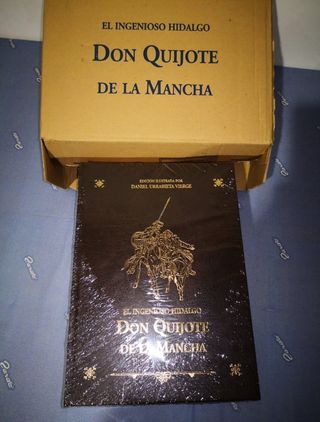 EL INGENIOSO HIDALGO
DON QUIJOTE
DE LA MANCHA
EDICIÓN ILUSTRADA POR
DANIEL URRABIETA VIERGE
EL INGENIOSO HIDALGO
DON QUIJOTE
DE LA MANCHA